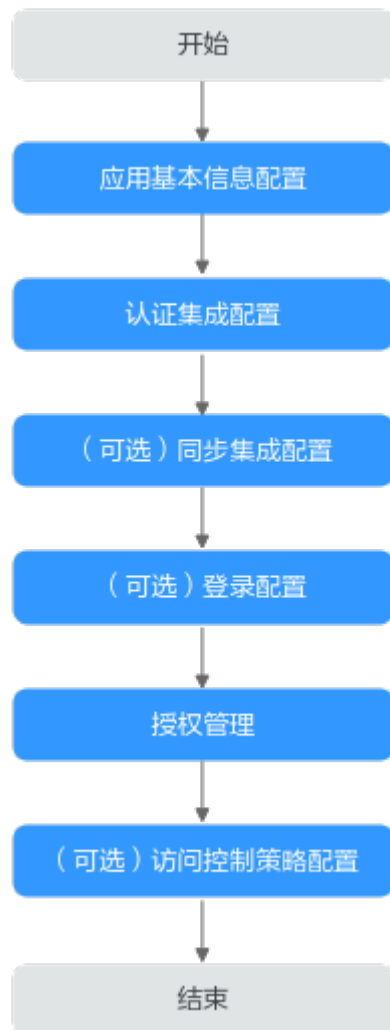 开始
应用基本信息配置
认证集成配置
（可选）同步集成配置
（可选）登录配置
授权管理
（可选）访问控制策略配置
结束